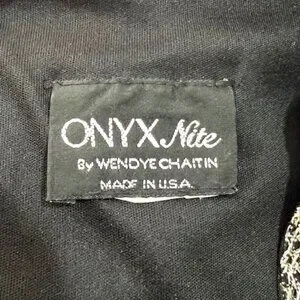 ONYX Nite
By WENDYE CHAITIN
MADE IN U.S.A.